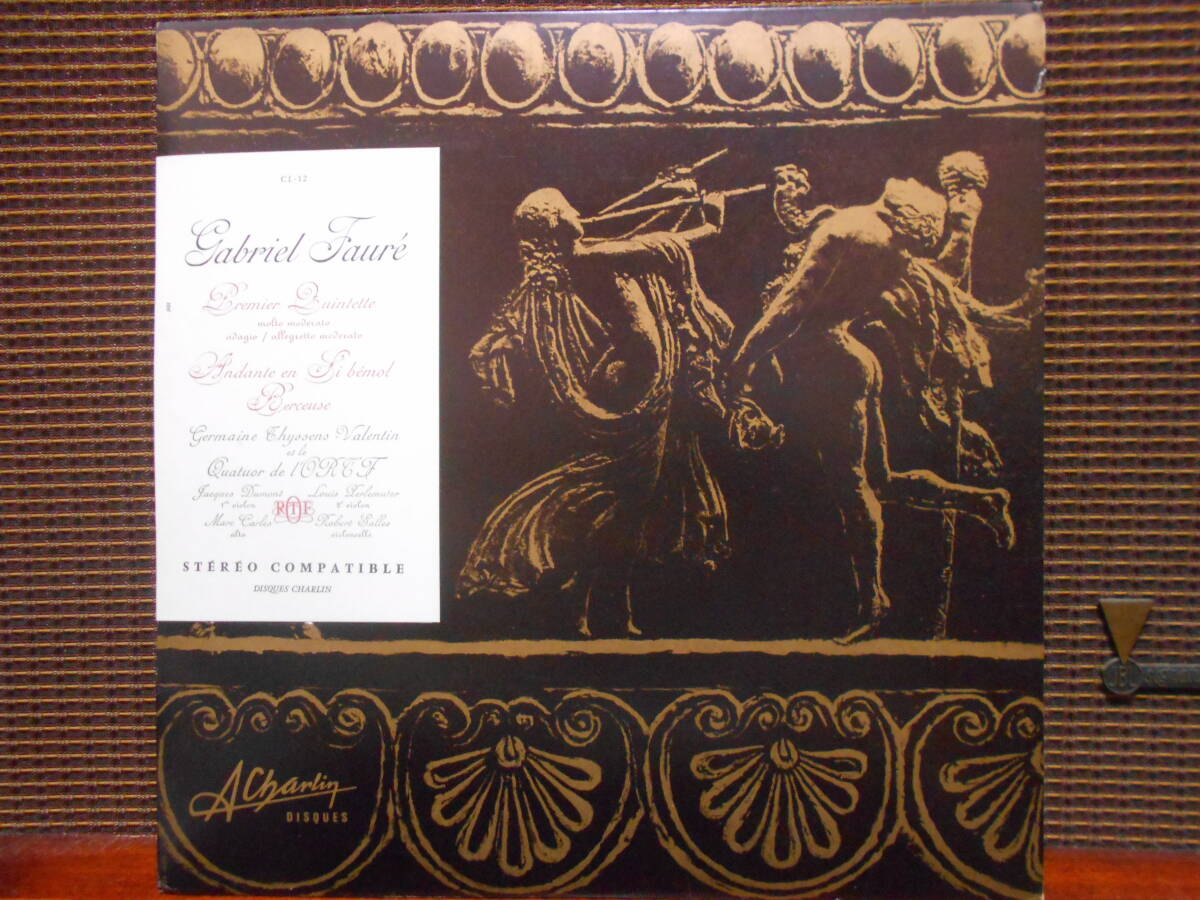 CL-12
Gabriel Fauré
Premier Quintette
molto moderato
adagio / allegretto moderato
Andante en Si bémol
Berceuse
Germaine Thyssens Valentin
et le
Quatuor de l'ORTF
Jacques Dumont Louis Perlemuter
1er violon 2e violon
RTF
Marc Carles Robert Salles
alto violoncelle
STÉRÉO COMPATIBLE
DISQUES CHARLIN
ACharlin
DISQUES